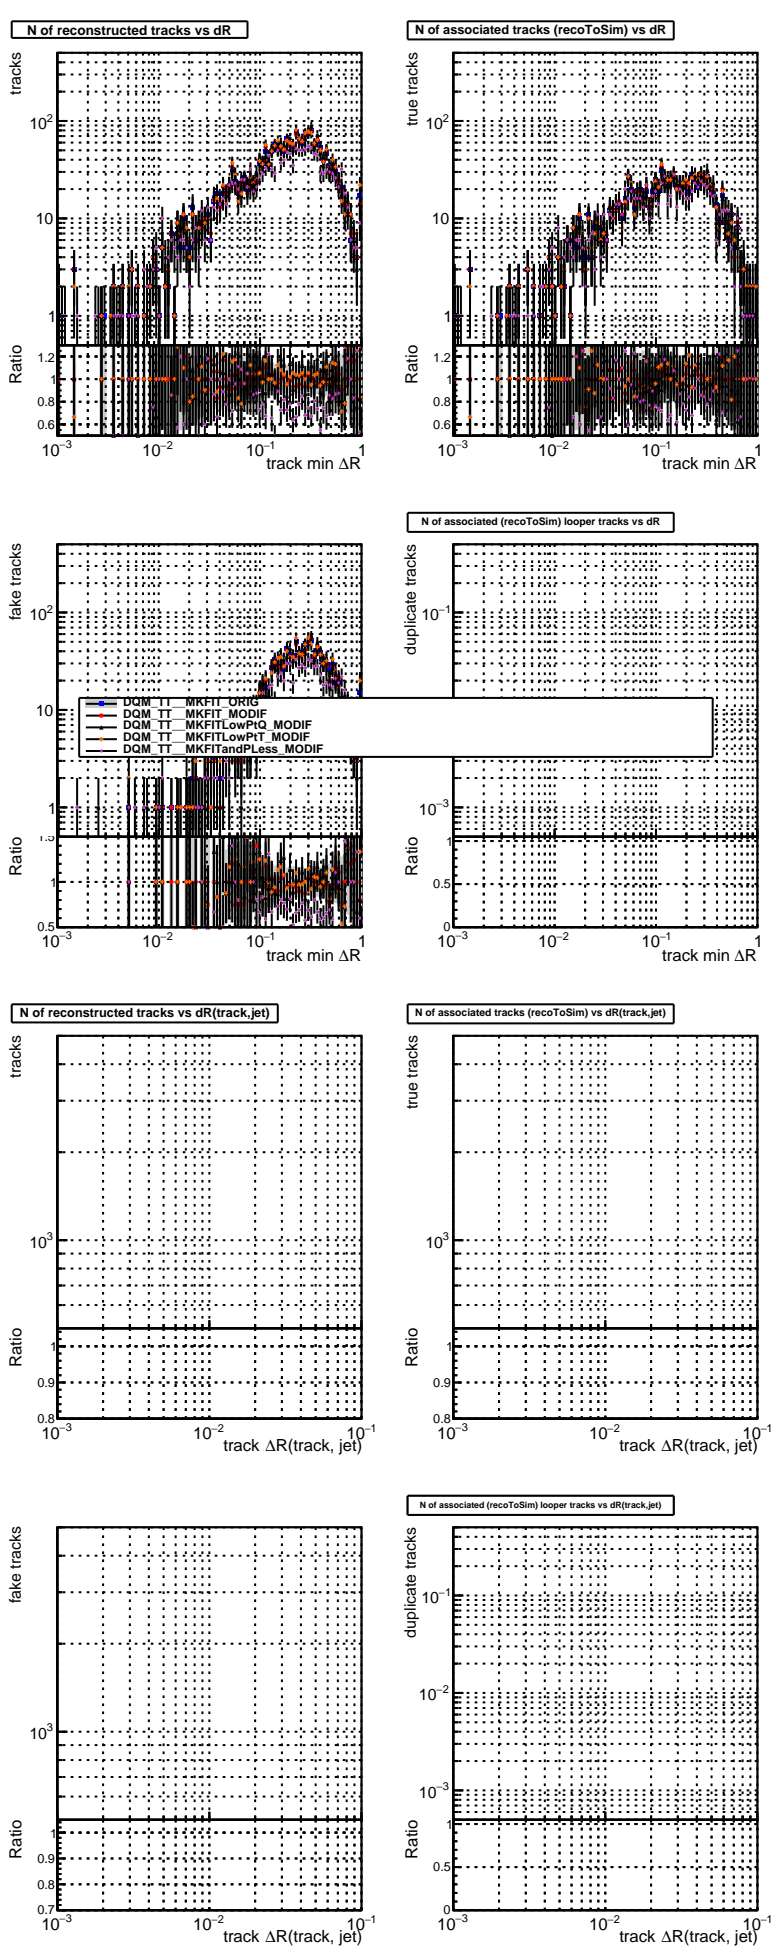 N of reconstructed tracks vs dR
tracks
10²
10
1
Ratio
1.2
1
0.8
0.6
10⁻³ 10⁻² 10⁻¹ 1
track min ΔR
N of associated tracks (recoToSim) vs dR
true tracks
10²
10
1
Ratio
1.2
1
0.8
0.6
10⁻³ 10⁻² 10⁻¹ 1
track min ΔR
fake tracks
10²
10
1
Ratio
1.5
1
0.5
10⁻³ 10⁻² 10⁻¹ 1
track min ΔR
N of associated (recoToSim) looper tracks vs dR
duplicate tracks
10⁻¹
10⁻³
Ratio
1
0.5
0
10⁻³ 10⁻² 10⁻¹ 1
track min ΔR
DQM_TT__MKFIT_ORIG
DQM_TT__MKFIT_MODIF
DQM_TT__MKFITLowPtQ_MODIF
DQM_TT__MKFITLowPtT_MODIF
DQM_TT__MKFITandPLess_MODIF
N of reconstructed tracks vs dR(track,jet)
tracks
10³
Ratio
1
0.9
0.8
10⁻³ 10⁻² 10⁻¹
track ΔR(track, jet)
N of associated tracks (recoToSim) vs dR(track,jet)
true tracks
10³
Ratio
1
0.9
0.8
10⁻³ 10⁻² 10⁻¹
track ΔR(track, jet)
fake tracks
10³
Ratio
1
0.9
0.8
0.7
10⁻³ 10⁻² 10⁻¹
track ΔR(track, jet)
N of associated (recoToSim) looper tracks vs dR(track,jet)
duplicate tracks
10⁻¹
10⁻²
10⁻³
Ratio
1
0.5
0
10⁻³ 10⁻² 10⁻¹
track ΔR(track, jet)